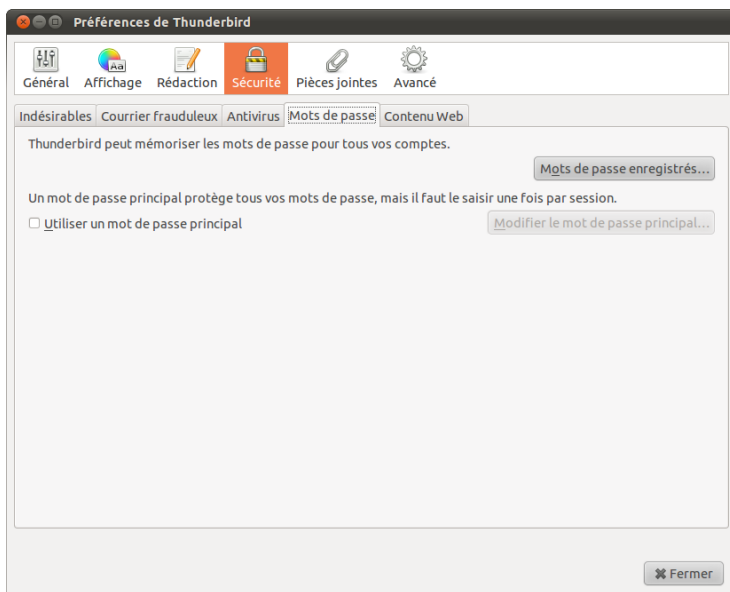 Préférences de Thunderbird
Aa
Général Affichage Rédaction Sécurité Pièces jointes Avancé
Indésirables Courrier frauduleux Antivirus Mots de passe Contenu Web
Thunderbird peut mémoriser les mots de passe pour tous vos comptes.
Mots de passe enregistrés...
Un mot de passe principal protège tous vos mots de passe, mais il faut le saisir une fois par session.
Utiliser un mot de passe principal Modifier le mot de passe principal...
Fermer